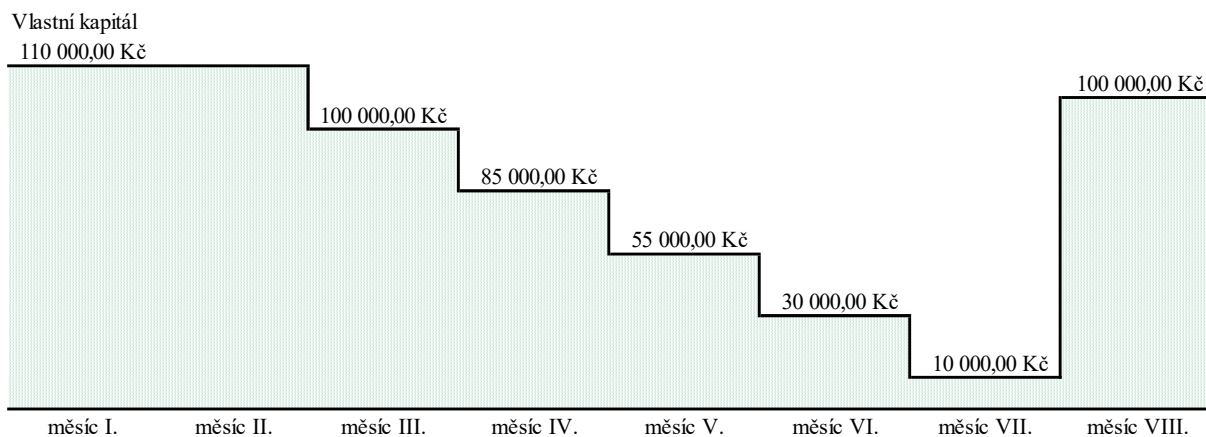 Vlastní kapitál
110 000,00 Kč
100 000,00 Kč
100 000,00 Kč
85 000,00 Kč
55 000,00 Kč
30 000,00 Kč
10 000,00 Kč
měsíc I. měsíc II. měsíc III. měsíc IV. měsíc V. měsíc VI. měsíc VII. měsíc VIII.